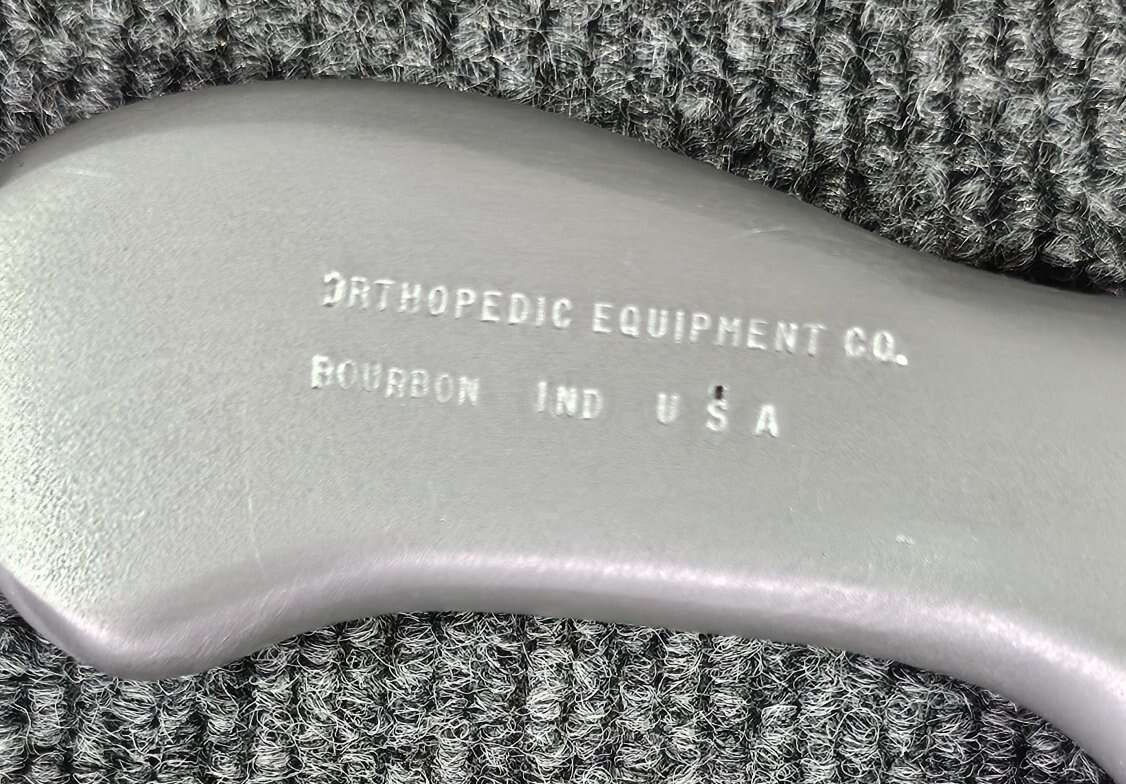 ORTHOPEDIC EQUIPMENT CO.
BOURBON IND U S A